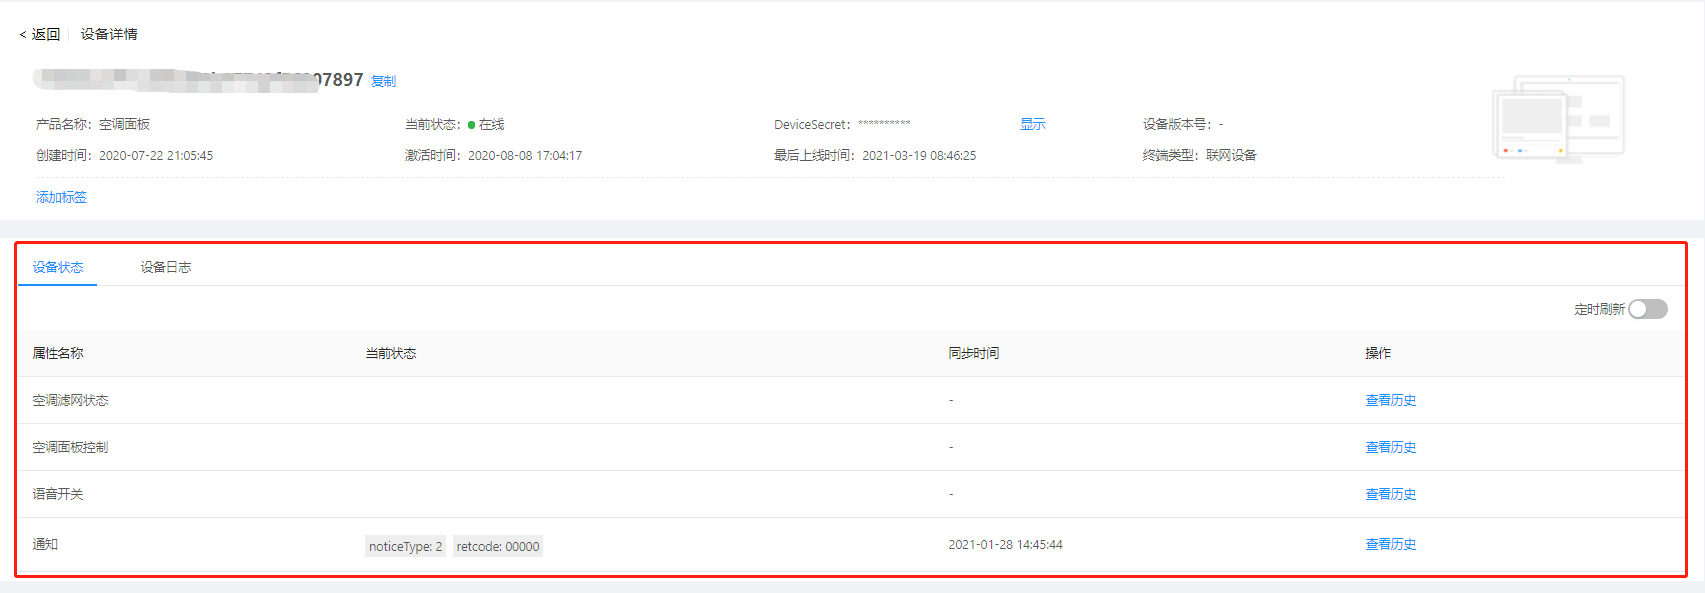 < 返回 设备详情
07897 复制
产品名称：空调面板 当前状态：在线 DeviceSecret：********** 显示 设备版本号：-
创建时间：2020-07-22 21:05:45 激活时间：2020-08-08 17:04:17 最后上线时间：2021-03-19 08:46:25 终端类型：联网设备
添加标签
设备状态 设备日志
定时刷新
属性名称 当前状态 同步时间 操作
空调滤网状态 - 查看历史
空调面板控制 - 查看历史
语音开关 - 查看历史
通知 noticeType: 2 retcode: 00000 2021-01-28 14:45:44 查看历史